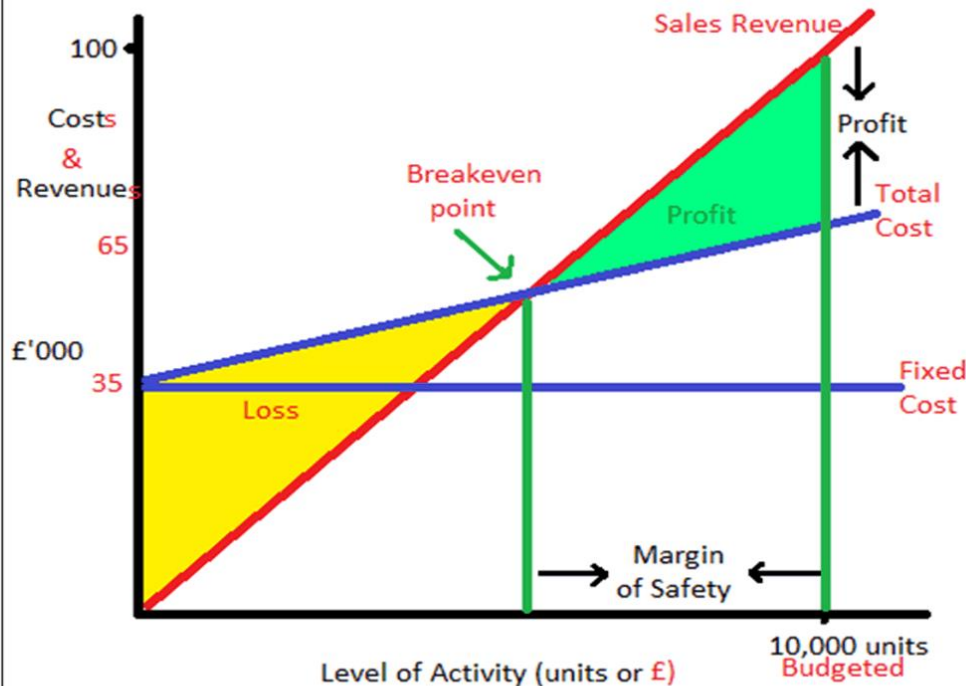 Sales Revenue
100
Costs
&
Revenues
Profit
Breakeven
point
Total
Cost
Profit
65
£'000
35
Fixed
Cost
Loss
Margin
of Safety
10,000 units
Budgeted
Level of Activity (units or £)